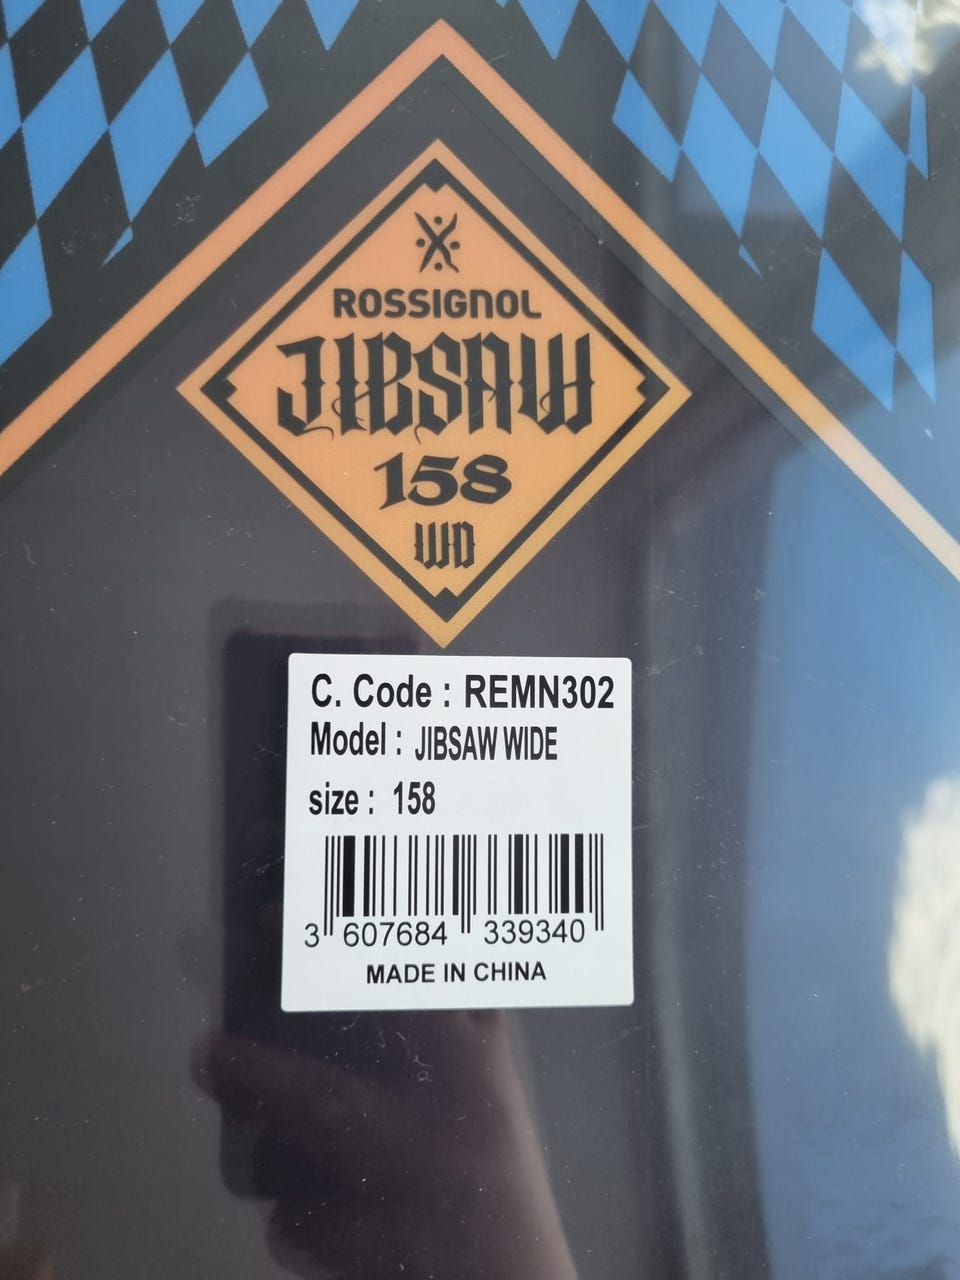 ROSSIGNOL
JIBSAW
158
WD
C. Code : REMN302
Model : JIBSAW WIDE
size : 158
3 607684 339340
MADE IN CHINA